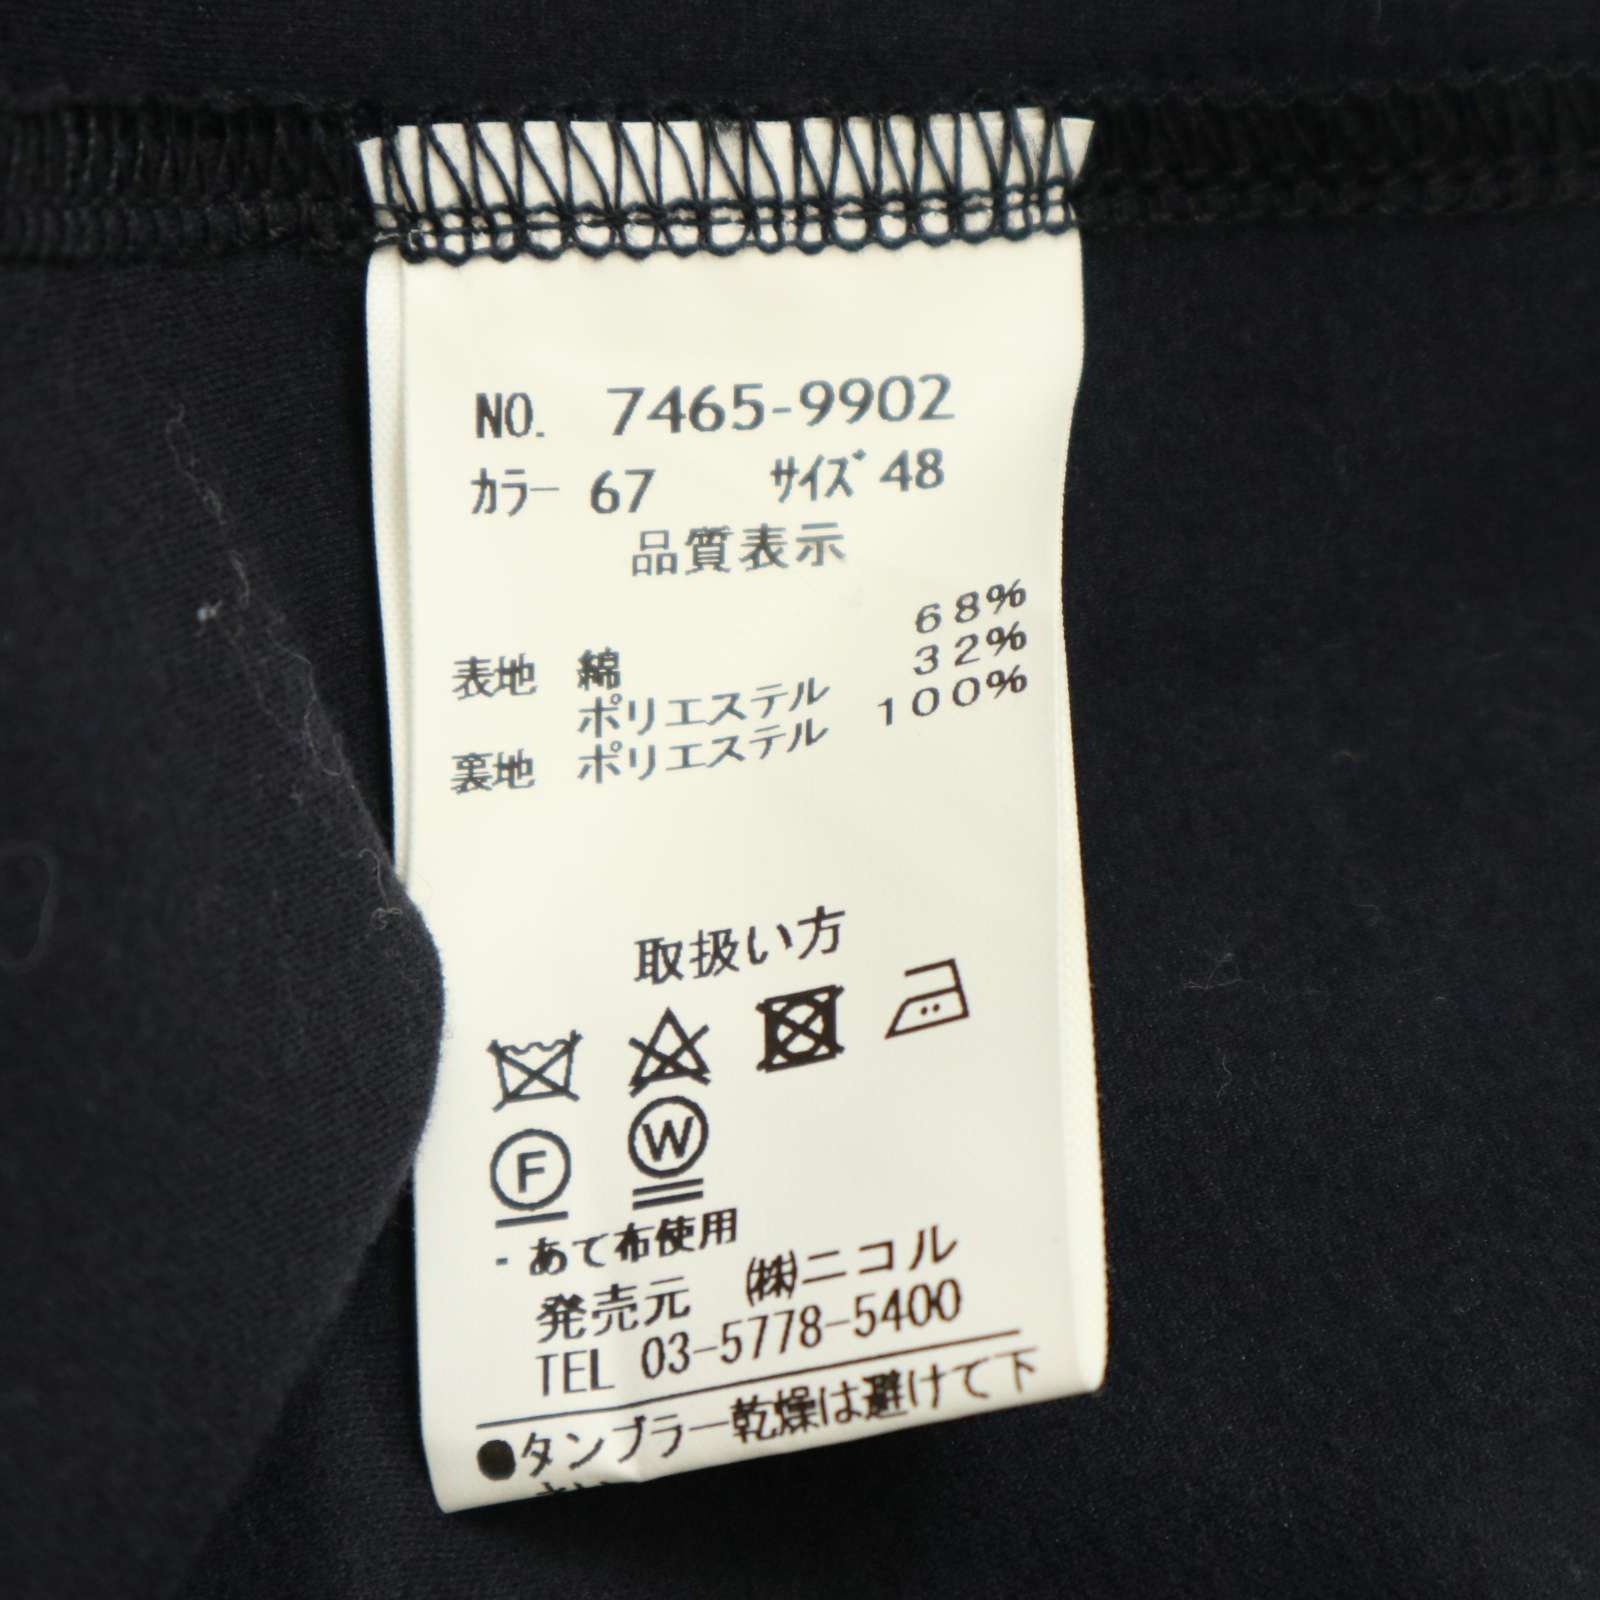 NO. 7465-9902
カラー 67 サイズ 48
品質表示
表地 綿 68%
ポリエステル 32%
裏地 ポリエステル 100%
取扱い方
F W
・あて布使用
発売元 (株)ニコル
TEL 03-5778-5400
●タンブラー乾燥は避けて下